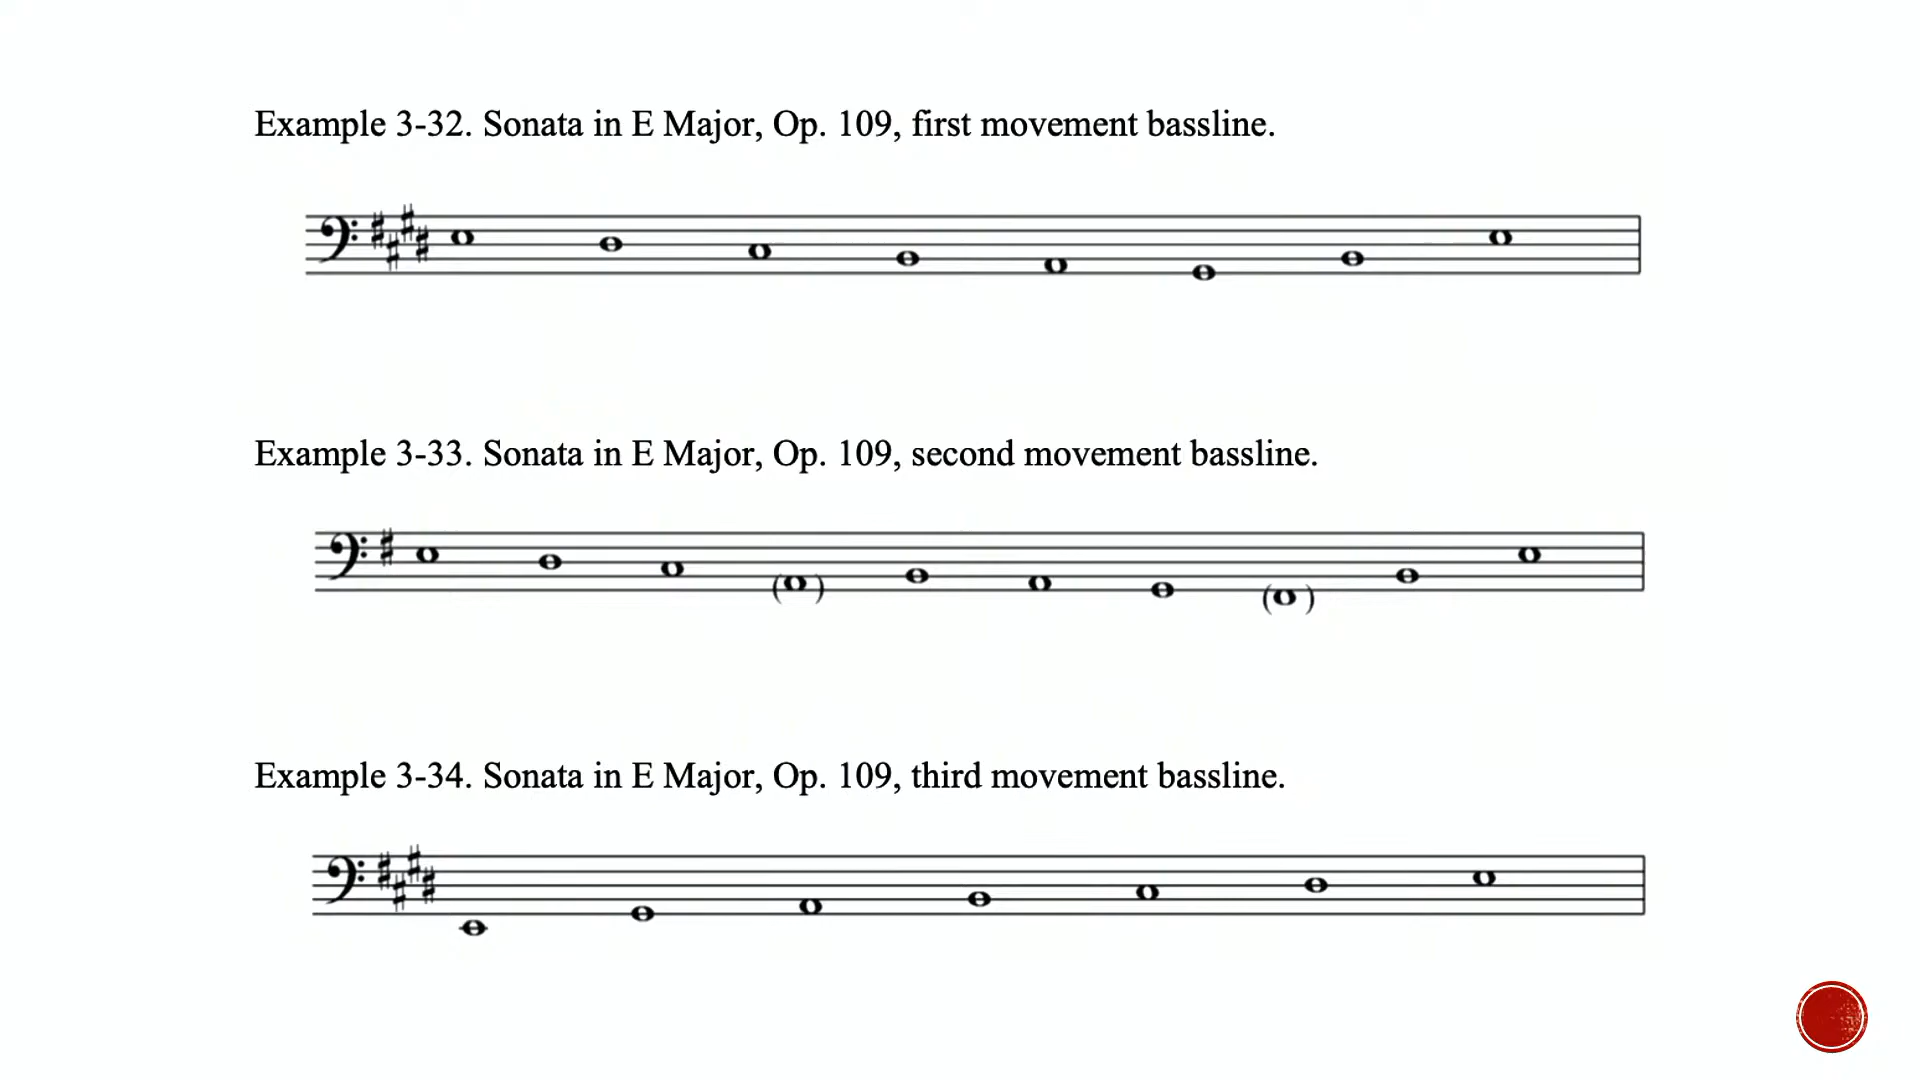 Example 3-32. Sonata in E Major, Op. 109, first movement bassline.
Example 3-33. Sonata in E Major, Op. 109, second movement bassline.
Example 3-34. Sonata in E Major, Op. 109, third movement bassline.